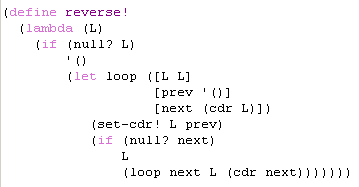 (define reverse!
(lambda (L)
(if (null? L)
'()
(let loop ([L L]
[prev '()]
[next (cdr L)])
(set-cdr! L prev)
(if (null? next)
L
(loop next L (cdr next)))))))